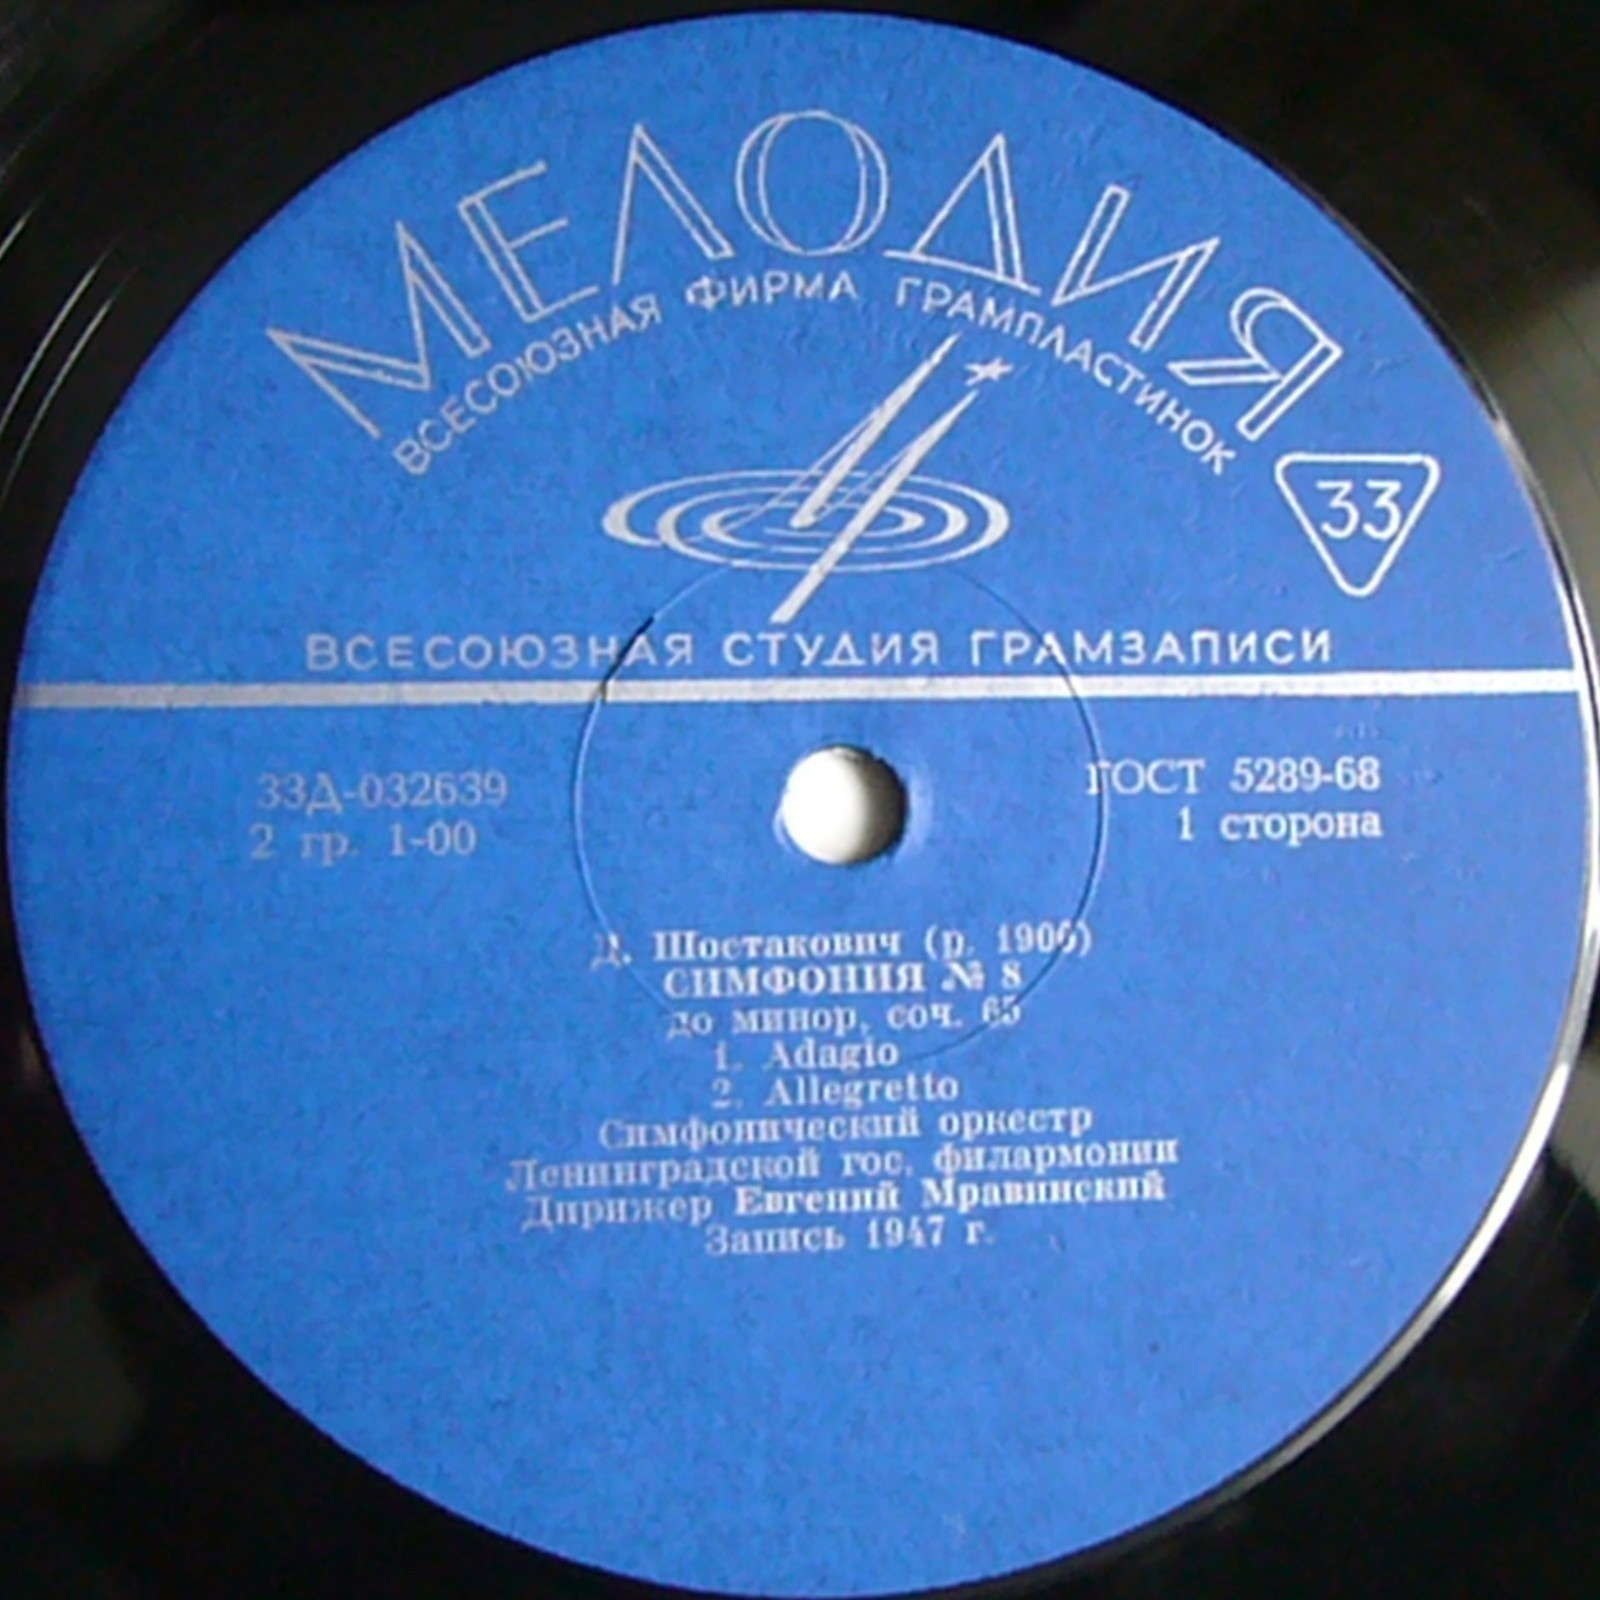 МЕЛОДИЯ
ВСЕСОЮЗНАЯ ФИРМА ГРАМПЛАСТИНОК
33
ВСЕСОЮЗНАЯ СТУДИЯ ГРАМЗАПИСИ
33Д-032639
2 гр. 1-00
ГОСТ 5289-68
1 сторона
Д. Шостакович (р. 1906)
СИМФОНИЯ № 8
до минор, соч. 65
1. Adagio
2. Allegretto
Симфонический оркестр
Ленинградской гос. филармонии
Дирижер Евгений Мравинский
Запись 1947 г.